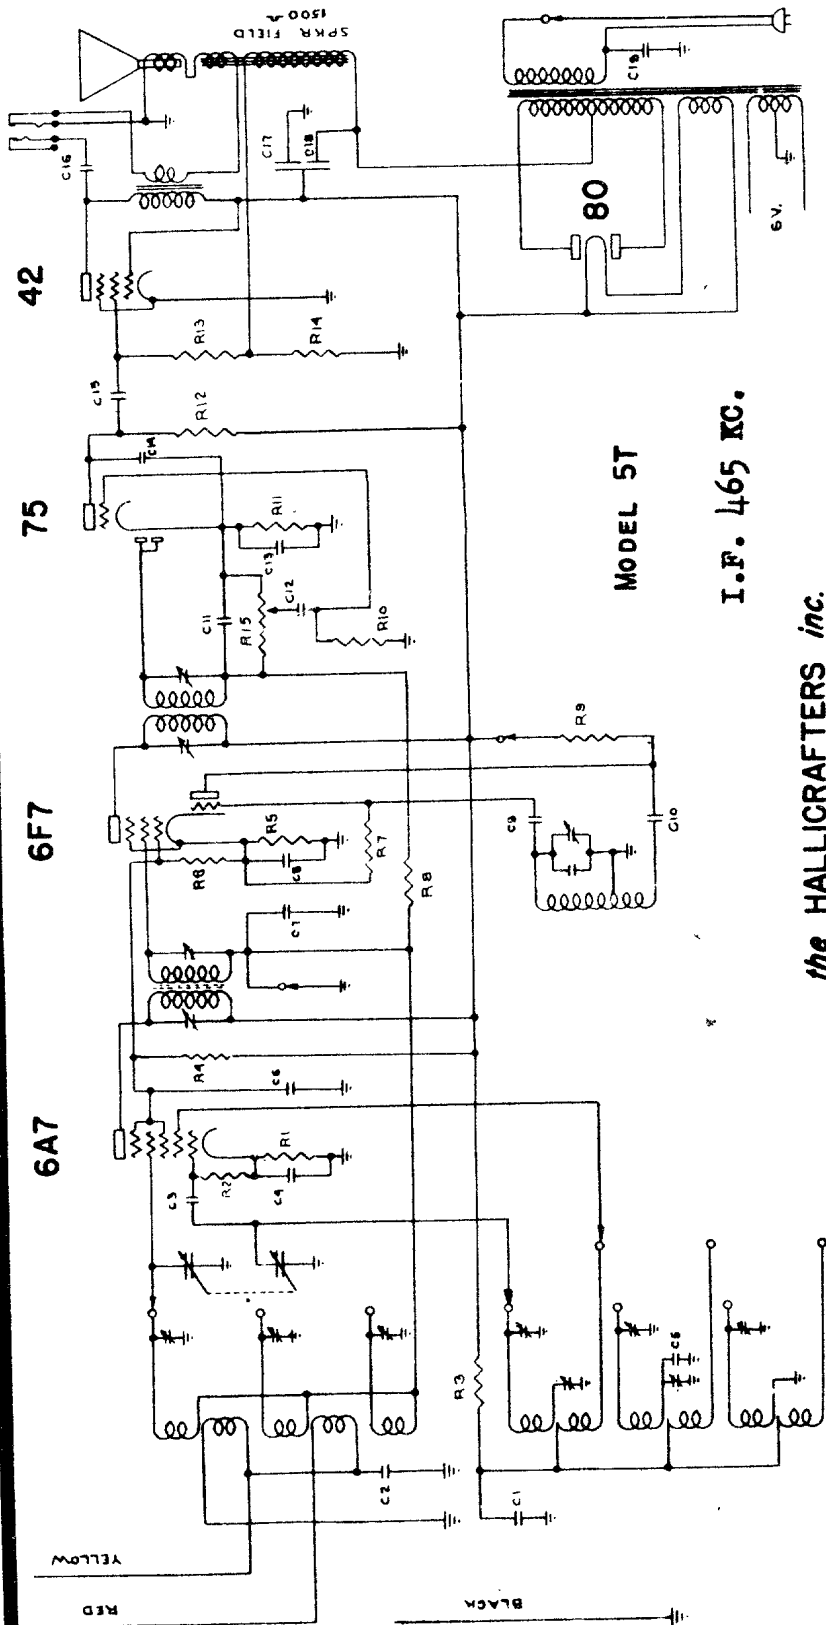 6A7
6F7
75
42
80
SPKR FIELD
1500 Ω
C16
C17
C18
C19
6 V.
C15
R13
R14
R12
C14
R11
C13
C12
C11
R15
R10
R9
R5
R6
C8
R7
R8
C9
C10
C7
R4
C6
R1
R2
C4
C3
R3
C5
C2
C1
YELLOW
RED
BLACK
MODEL 5T
I.F. 465 KC.
the HALLICRAFTERS inc.